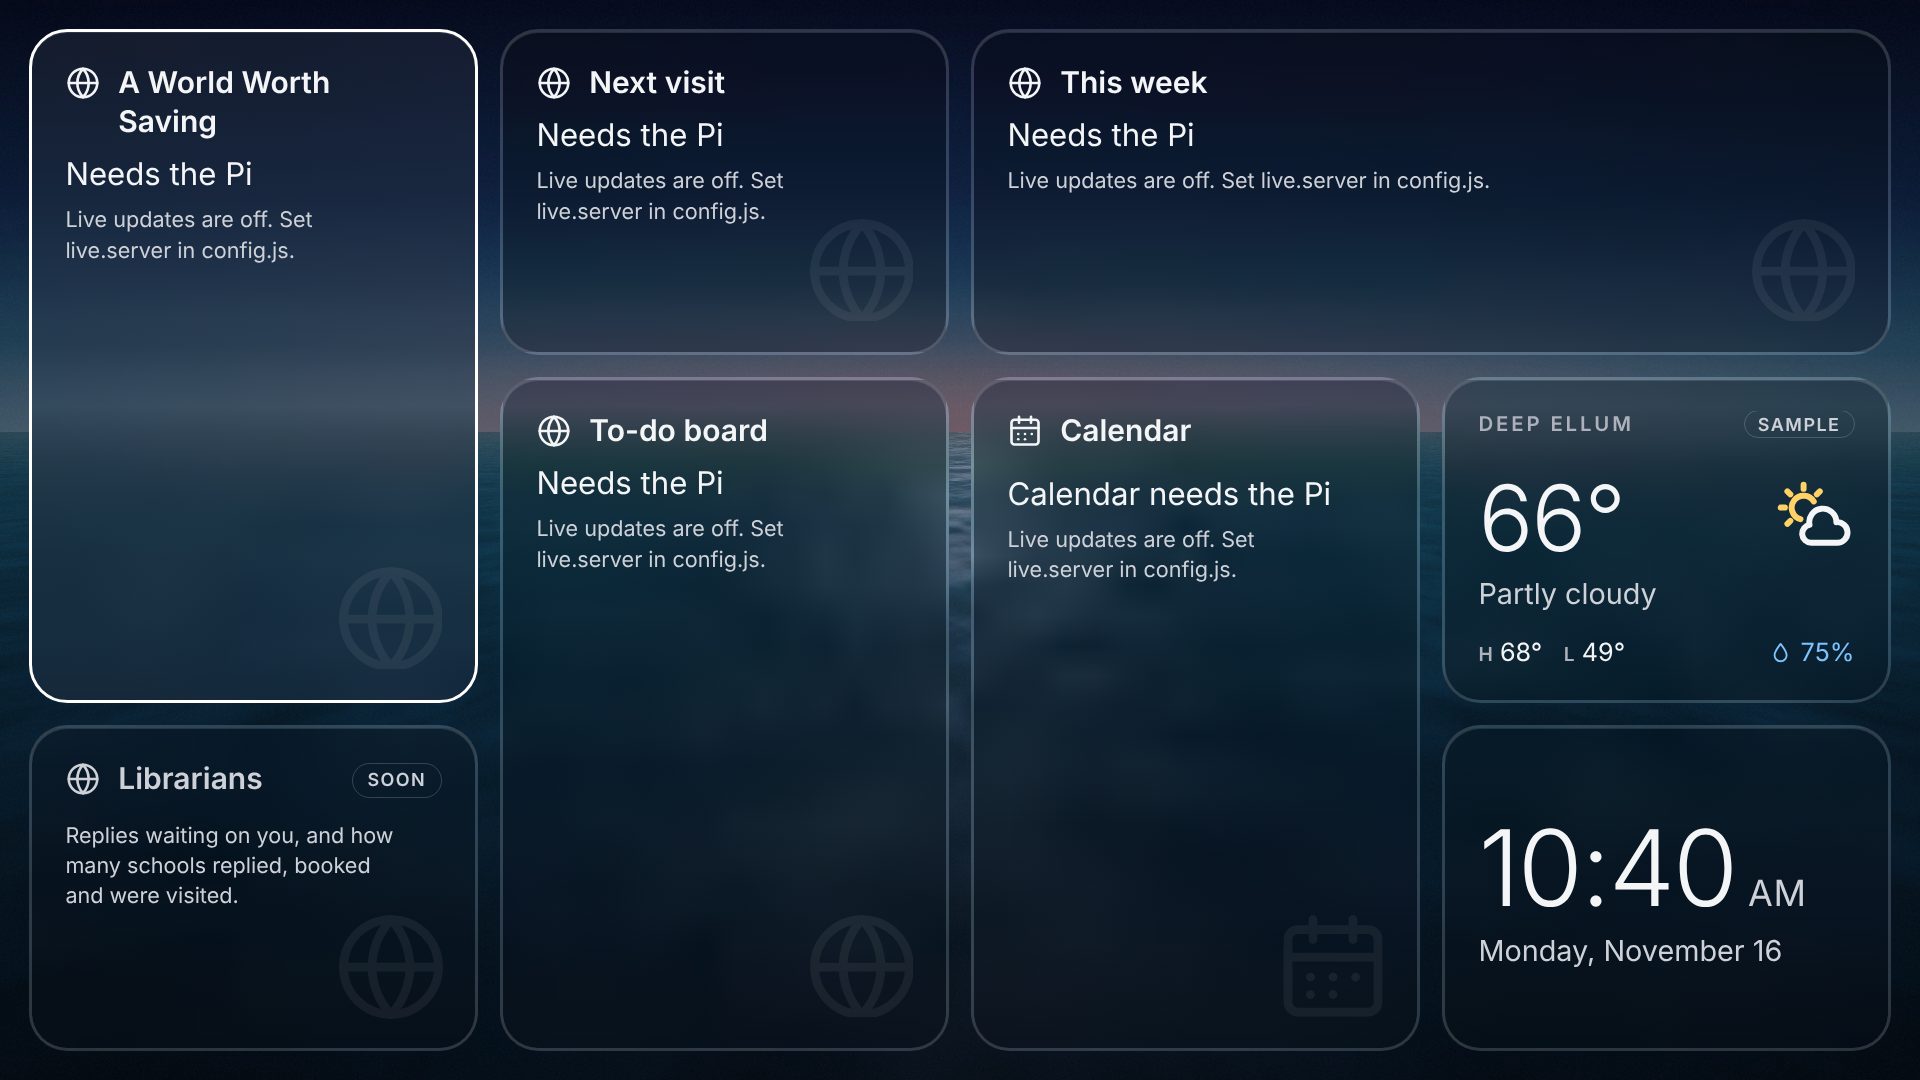 A World Worth
Saving
Needs the Pi
Live updates are off. Set
live.server in config.js.
Next visit
Needs the Pi
Live updates are off. Set
live.server in config.js.
This week
Needs the Pi
Live updates are off. Set live.server in config.js.
To-do board
Needs the Pi
Live updates are off. Set
live.server in config.js.
Calendar
Calendar needs the Pi
Live updates are off. Set
live.server in config.js.
DEEP ELLUM SAMPLE
66°
Partly cloudy
H 68° L 49° 75%
Librarians SOON
Replies waiting on you, and how
many schools replied, booked
and were visited.
10:40 AM
Monday, November 16